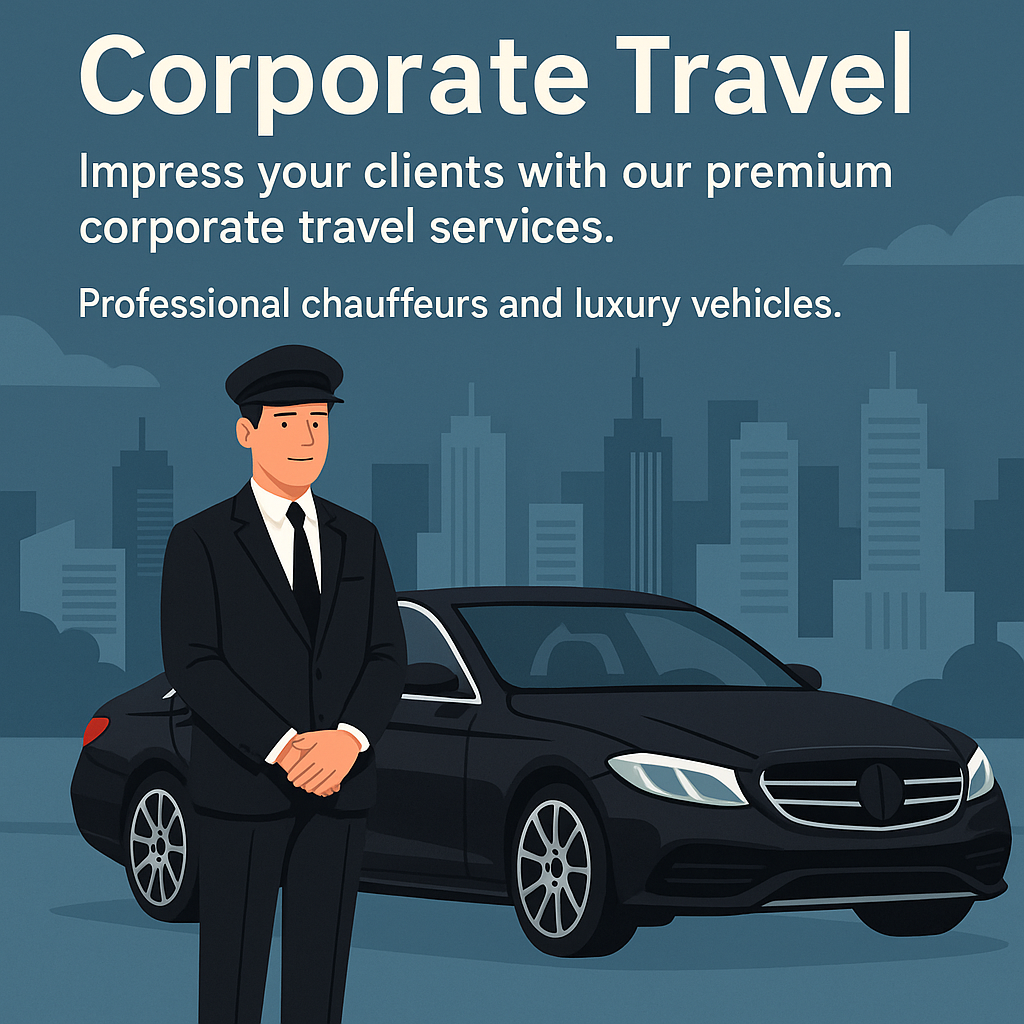 Corporate Travel
Impress your clients with our premium
corporate travel services.
Professional chauffeurs and luxury vehicles.